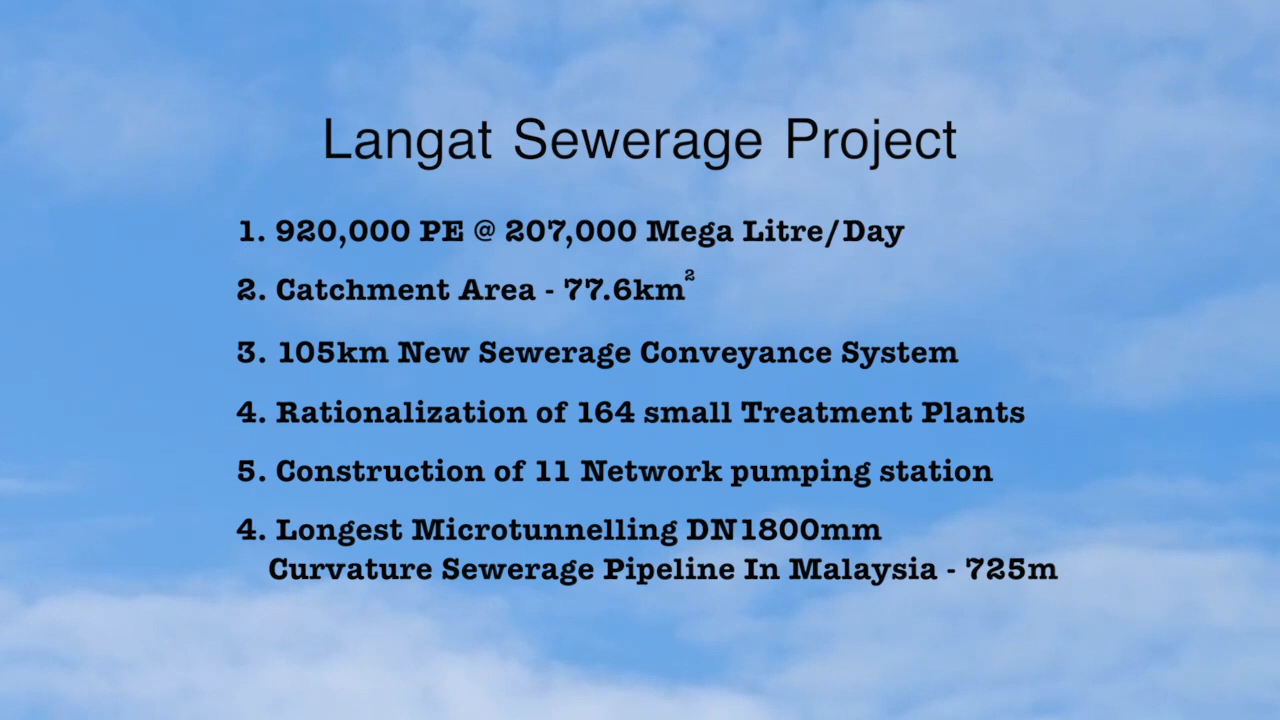 Langat Sewerage Project
1. 920,000 PE @ 207,000 Mega Litre/Day
2. Catchment Area - 77.6km²
3. 105km New Sewerage Conveyance System
4. Rationalization of 164 small Treatment Plants
5. Construction of 11 Network pumping station
4. Longest Microtunnelling DN1800mm
Curvature Sewerage Pipeline In Malaysia - 725m